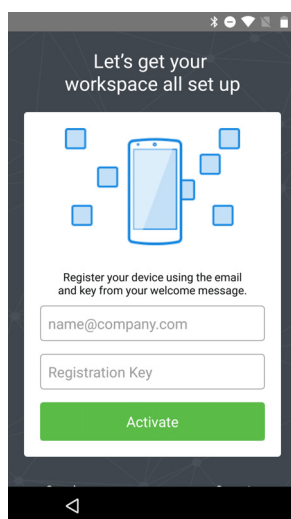 Let's get your
workspace all set up
Register your device using the email
and key from your welcome message.
name@company.com
Registration Key
Activate